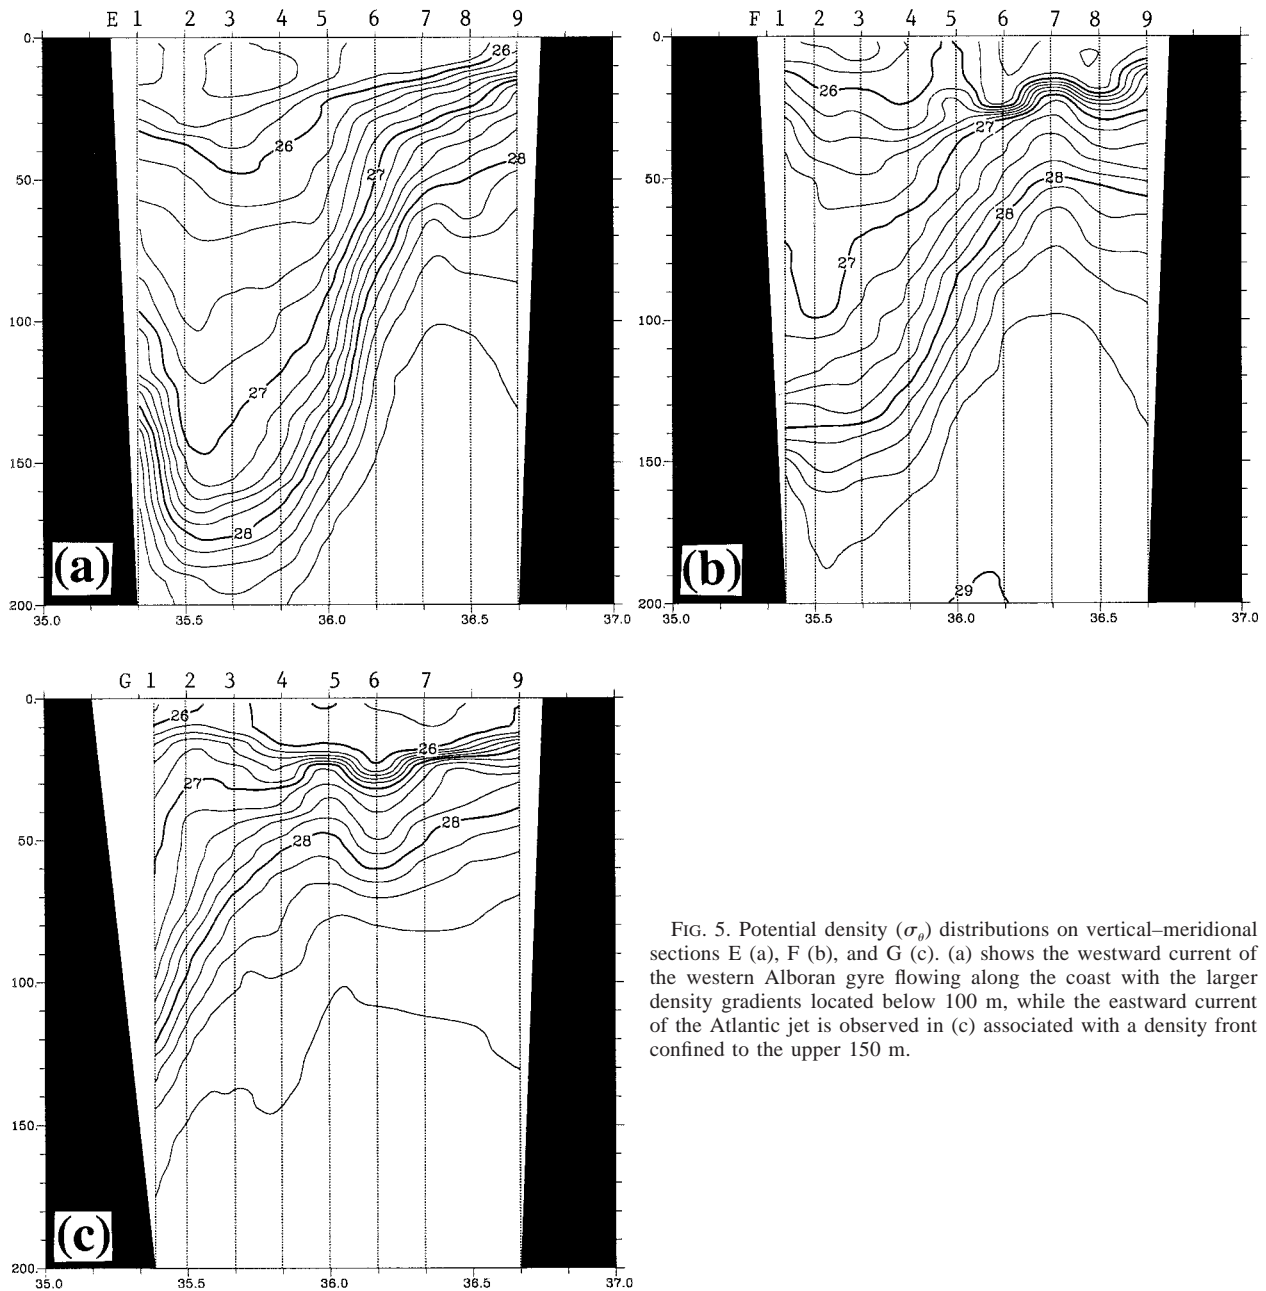 E 1 2 3 4 5 6 7 8 9
0.
50.
100.
150.
200.
26
26
27
27
28
28
(a)
35.0 35.5 36.0 36.5 37.0
F 1 2 3 4 5 6 7 8 9
0.
50.
100.
150.
200.
26
27
28
28
27
29
(b)
35.0 35.5 36.0 36.5 37.0
G 1 2 3 4 5 6 7 9
0.
50.
100.
150.
200.
26
26
27
28
28
(c)
35.0 35.5 36.0 36.5 37.0
FIG. 5. Potential density (σθ) distributions on vertical–meridional
sections E (a), F (b), and G (c). (a) shows the westward current of
the western Alboran gyre flowing along the coast with the larger
density gradients located below 100 m, while the eastward current
of the Atlantic jet is observed in (c) associated with a density front
confined to the upper 150 m.